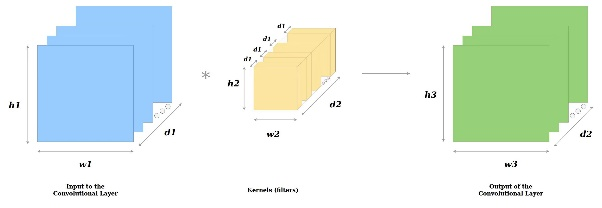 d1
d1
d1
d1
h1
*
h2
d2
h3
d1
d2
w2
w1
w3
Input to the
Convolutional Layer
Kernels (filters)
Output of the
Convolutional Layer